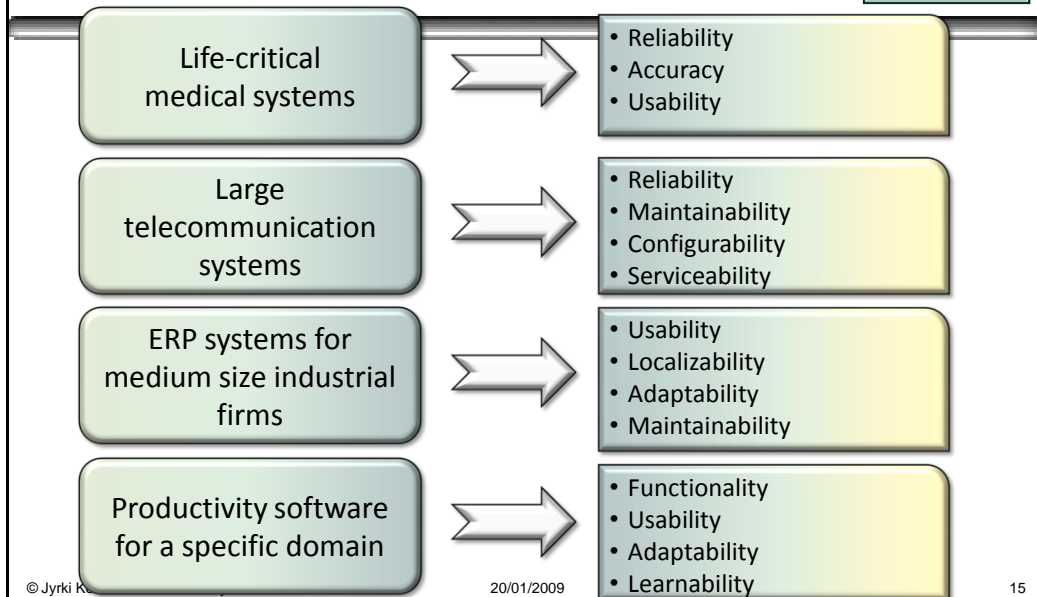 Life-critical
medical systems
• Reliability
• Accuracy
• Usability
Large
telecommunication
systems
• Reliability
• Maintainability
• Configurability
• Serviceability
ERP systems for
medium size industrial
firms
• Usability
• Localizability
• Adaptability
• Maintainability
Productivity software
for a specific domain
• Functionality
• Usability
• Adaptability
• Learnability
© Jyrki
20/01/2009
15